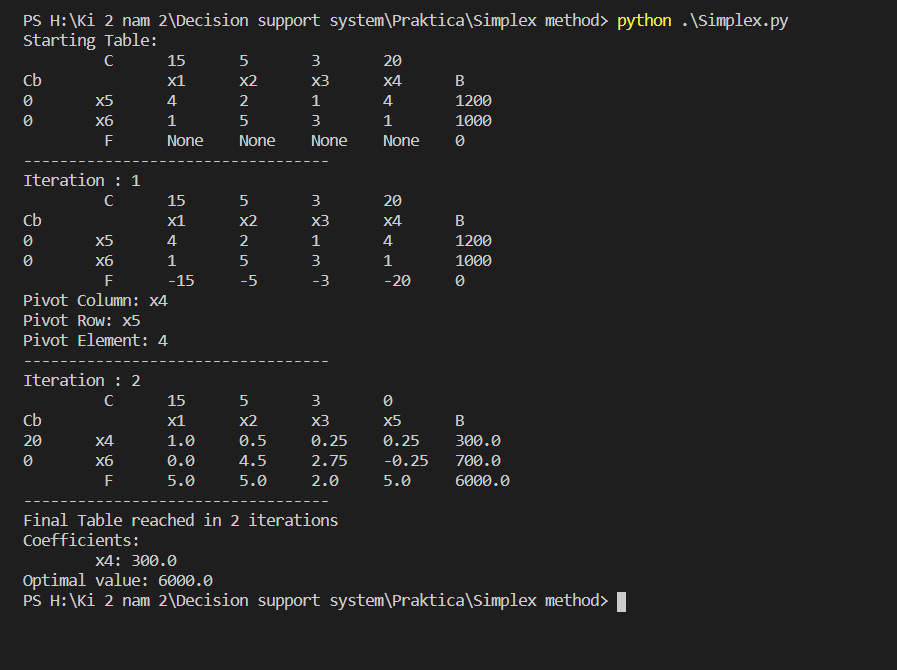 PS H:\Ki 2 nam 2\Decision support system\Praktica\Simplex method> python .\Simplex.py
Starting Table:
C 15 5 3 20
Cb x1 x2 x3 x4 B
0 x5 4 2 1 4 1200
0 x6 1 5 3 1 1000
F None None None None 0
----------------------------------
Iteration : 1
C 15 5 3 20
Cb x1 x2 x3 x4 B
0 x5 4 2 1 4 1200
0 x6 1 5 3 1 1000
F -15 -5 -3 -20 0
Pivot Column: x4
Pivot Row: x5
Pivot Element: 4
----------------------------------
Iteration : 2
C 15 5 3 0
Cb x1 x2 x3 x5 B
20 x4 1.0 0.5 0.25 0.25 300.0
0 x6 0.0 4.5 2.75 -0.25 700.0
F 5.0 5.0 2.0 5.0 6000.0
----------------------------------
Final Table reached in 2 iterations
Coefficients:
x4: 300.0
Optimal value: 6000.0
PS H:\Ki 2 nam 2\Decision support system\Praktica\Simplex method>